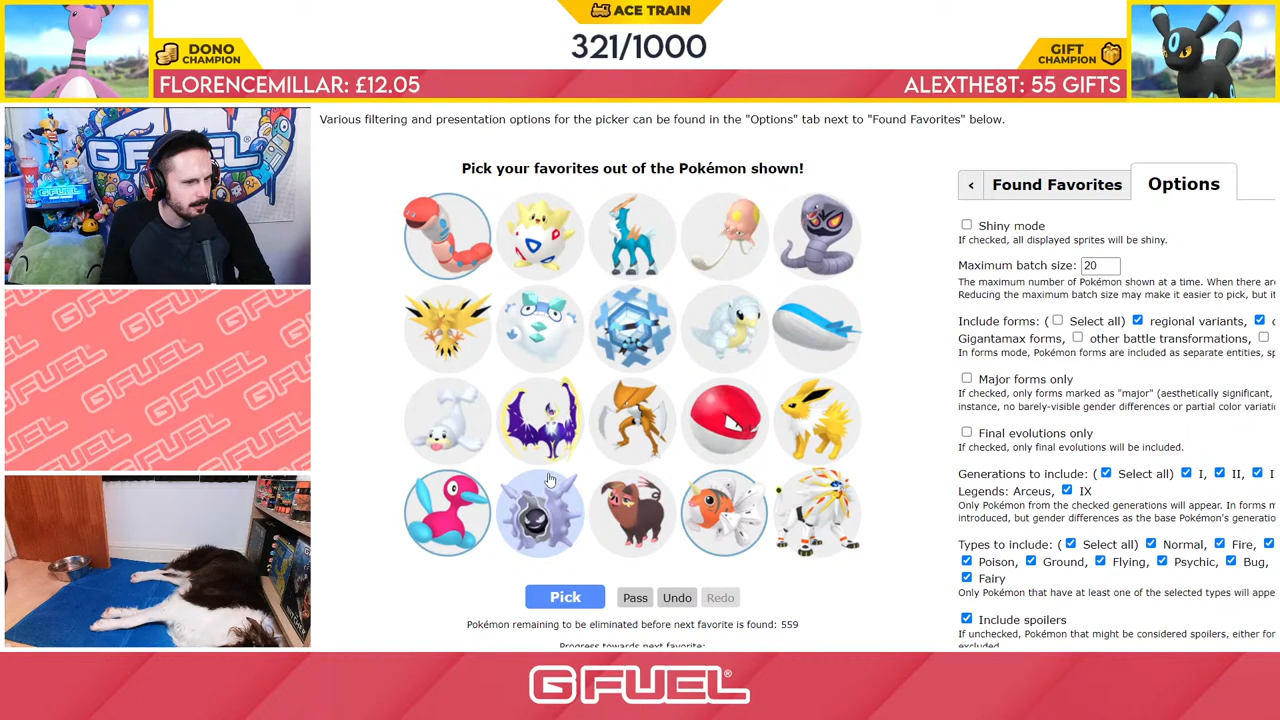 ACE TRAIN
321/1000
DONO
CHAMPION
GIFT
CHAMPION
FLORENCEMILLAR: £12.05
ALEXTHE8T: 55 GIFTS
Various filtering and presentation options for the picker can be found in the "Options" tab next to "Found Favorites" below.
Pick your favorites out of the Pokémon shown!
‹ Found Favorites Options
Shiny mode
If checked, all displayed sprites will be shiny.
Maximum batch size: 20
The maximum number of Pokémon shown at a time. When there are
Reducing the maximum batch size may make it easier to pick, but it
Include forms: ( Select all) regional variants,
Gigantamax forms, other battle transformations,
In forms mode, Pokémon forms are included as separate entities, sp
Major forms only
If checked, only forms marked as "major" (aesthetically significant,
instance, no barely-visible gender differences or partial color variatio
Final evolutions only
If checked, only final evolutions will be included.
Generations to include: ( Select all) I, II, I
Legends: Arceus, IX
Only Pokémon from the checked generations will appear. In forms m
introduced, but gender differences as the base Pokémon's generatio
Types to include: ( Select all) Normal, Fire,
Poison, Ground, Flying, Psychic, Bug,
Fairy
Only Pokémon that have at least one of the selected types will appe
Include spoilers
If unchecked, Pokémon that might be considered spoilers, either for
excluded.
Pick Pass Undo Redo
Pokémon remaining to be eliminated before next favorite is found: 559
Progress towards next favorite:
G FUEL
G FUEL